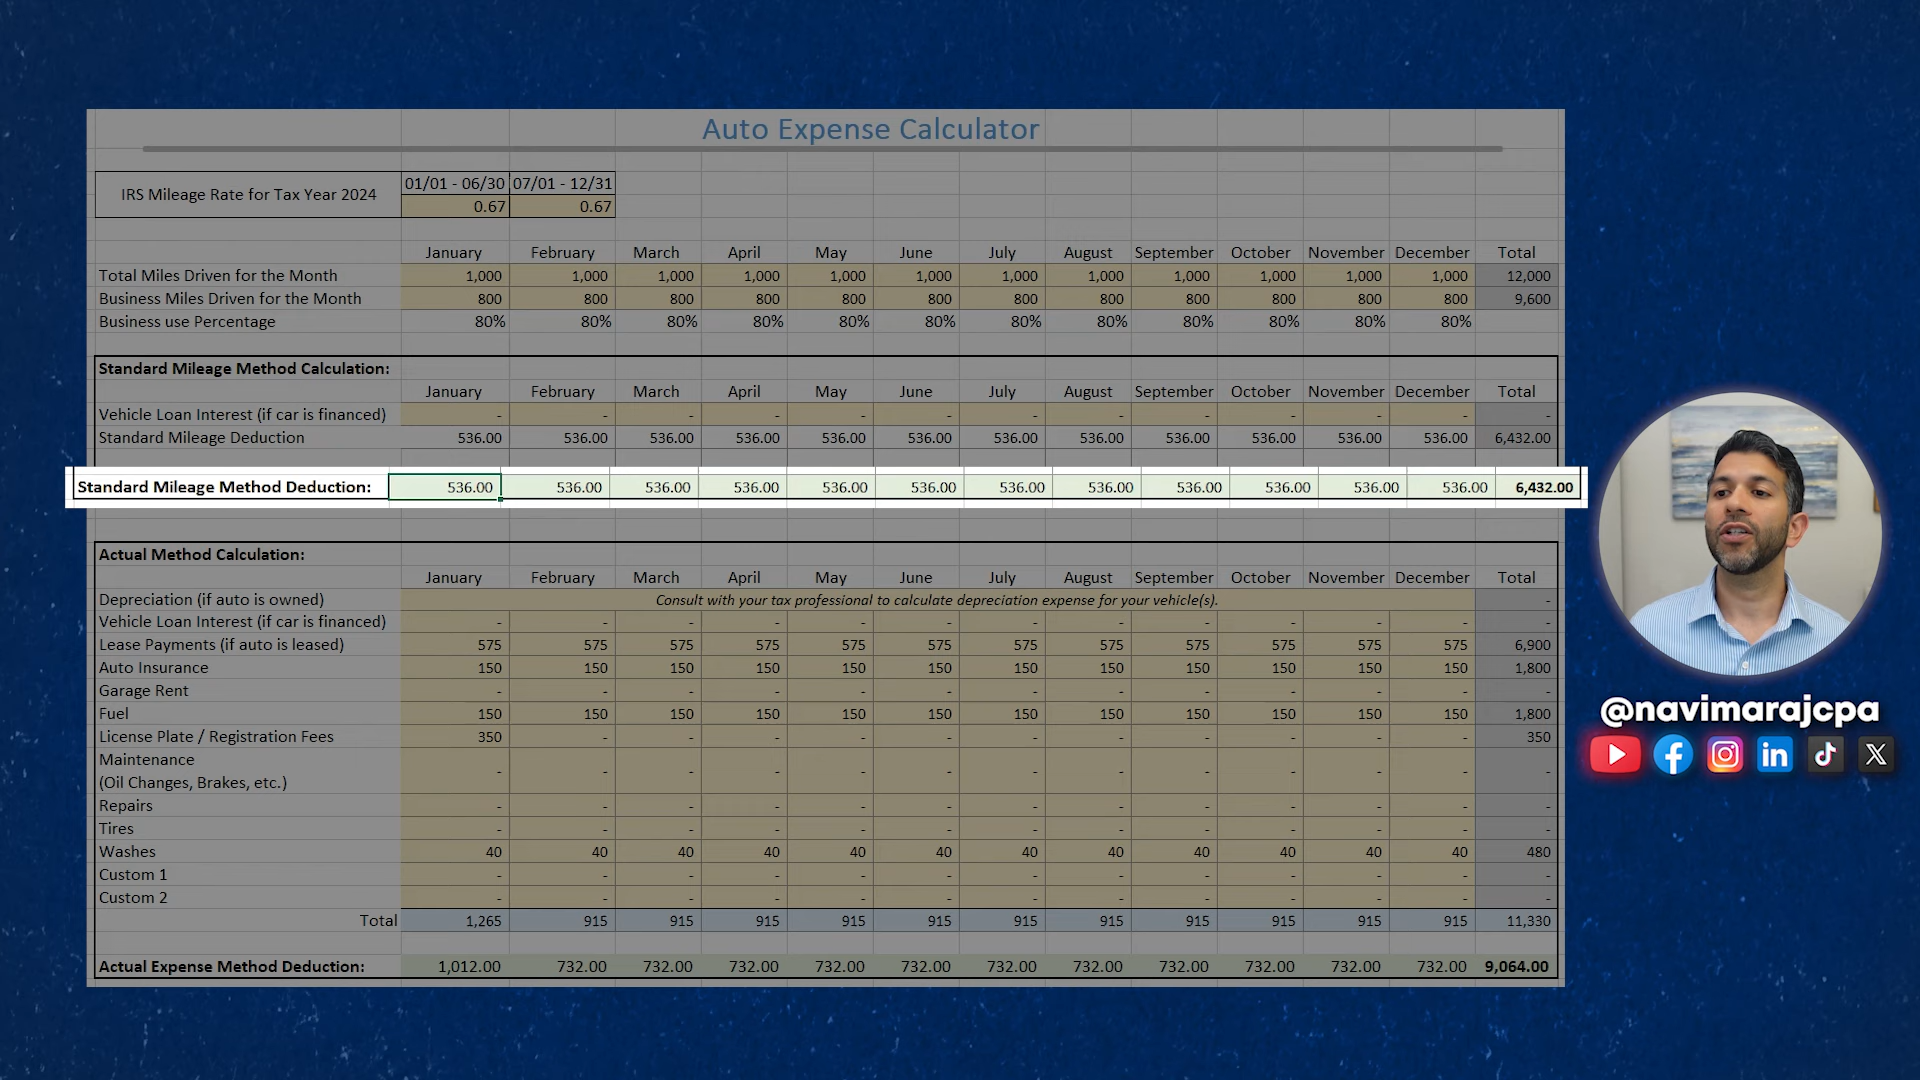 Auto Expense Calculator
IRS Mileage Rate for Tax Year 2024 01/01 - 06/30 07/01 - 12/31
0.67 0.67
January February March April May June July August September October November December Total
Total Miles Driven for the Month 1,000 1,000 1,000 1,000 1,000 1,000 1,000 1,000 1,000 1,000 1,000 1,000 12,000
Business Miles Driven for the Month 800 800 800 800 800 800 800 800 800 800 800 800 9,600
Business use Percentage 80% 80% 80% 80% 80% 80% 80% 80% 80% 80% 80% 80%
Standard Mileage Method Calculation:
January February March April May June July August September October November December Total
Vehicle Loan Interest (if car is financed) - - - - - - - - - - - - -
Standard Mileage Deduction 536.00 536.00 536.00 536.00 536.00 536.00 536.00 536.00 536.00 536.00 536.00 536.00 6,432.00
Standard Mileage Method Deduction: 536.00 536.00 536.00 536.00 536.00 536.00 536.00 536.00 536.00 536.00 536.00 536.00 6,432.00
Actual Method Calculation:
January February March April May June July August September October November December Total
Depreciation (if auto is owned) Consult with your tax professional to calculate depreciation expense for your vehicle(s). -
Vehicle Loan Interest (if car is financed) - - - - - - - - - - - - -
Lease Payments (if auto is leased) 575 575 575 575 575 575 575 575 575 575 575 575 6,900
Auto Insurance 150 150 150 150 150 150 150 150 150 150 150 150 1,800
Garage Rent - - - - - - - - - - - - -
Fuel 150 150 150 150 150 150 150 150 150 150 150 150 1,800
License Plate / Registration Fees 350 - - - - - - - - - - - 350
Maintenance
(Oil Changes, Brakes, etc.) - - - - - - - - - - - - -
Repairs - - - - - - - - - - - - -
Tires - - - - - - - - - - - - -
Washes 40 40 40 40 40 40 40 40 40 40 40 40 480
Custom 1 - - - - - - - - - - - - -
Custom 2 - - - - - - - - - - - - -
Total 1,265 915 915 915 915 915 915 915 915 915 915 915 11,330
Actual Expense Method Deduction: 1,012.00 732.00 732.00 732.00 732.00 732.00 732.00 732.00 732.00 732.00 732.00 732.00 9,064.00
@navimarajcpa